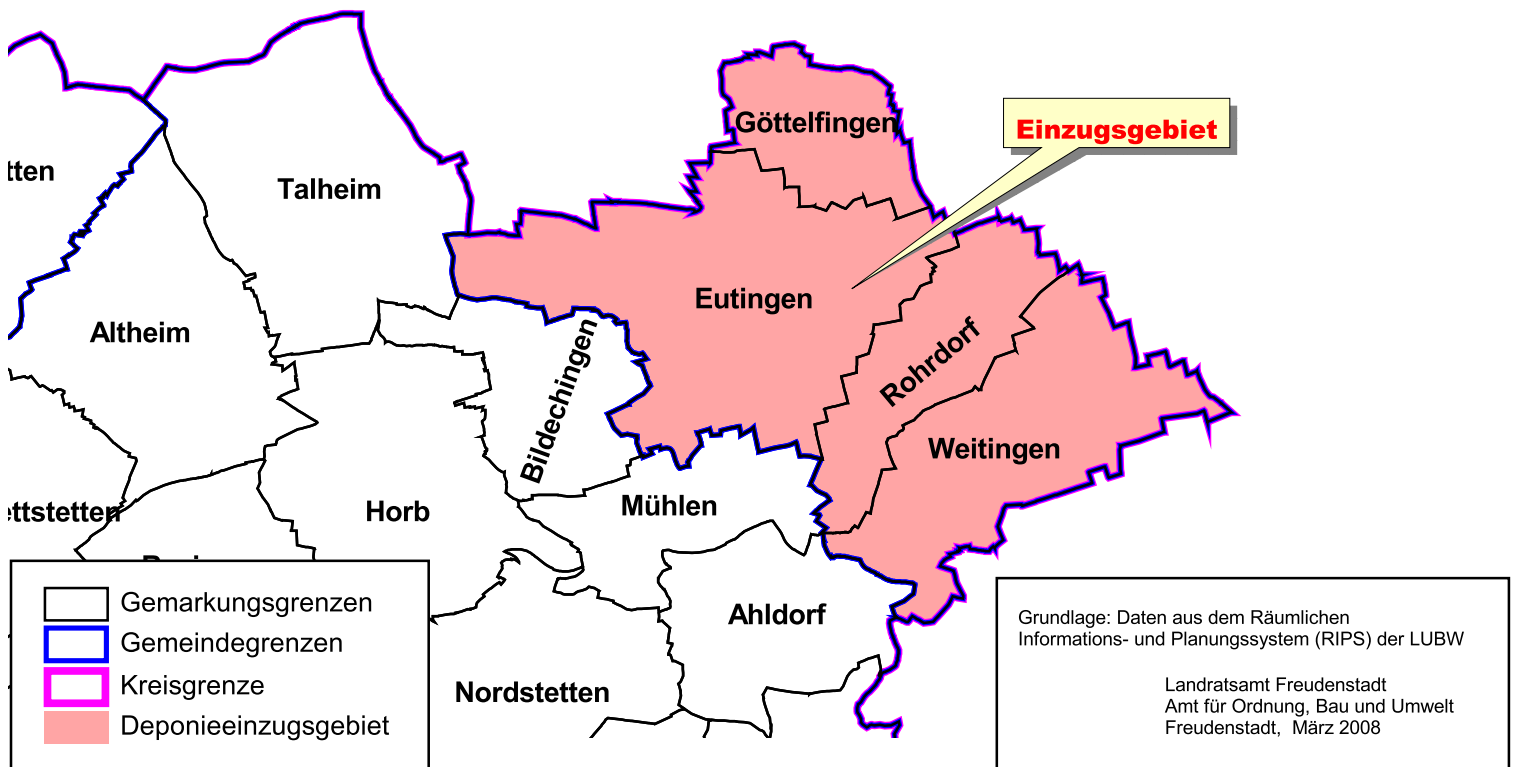 Göttelfingen
Einzugsgebiet
tten
Talheim
Eutingen
Altheim
Bildechingen
Rohrdorf
Weitingen
ettstetten
Horb
Mühlen
Ahldorf
Nordstetten
Gemarkungsgrenzen
Gemeindegrenzen
Kreisgrenze
Deponieeinzugsgebiet
Grundlage: Daten aus dem Räumlichen
Informations- und Planungssystem (RIPS) der LUBW
Landratsamt Freudenstadt
Amt für Ordnung, Bau und Umwelt
Freudenstadt, März 2008